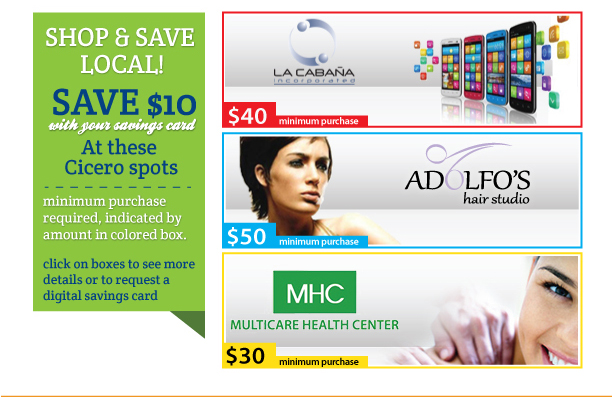 SHOP & SAVE
LOCAL!
SAVE $10
with your savings card
At these
Cicero spots
minimum purchase
required, indicated by
amount in colored box.
click on boxes to see more
details or to request a
digital savings card
LA CABAÑA
incorporated
$40 minimum purchase
ADOLFO'S
hair studio
$50 minimum purchase
MHC
MULTICARE HEALTH CENTER
$30 minimum purchase